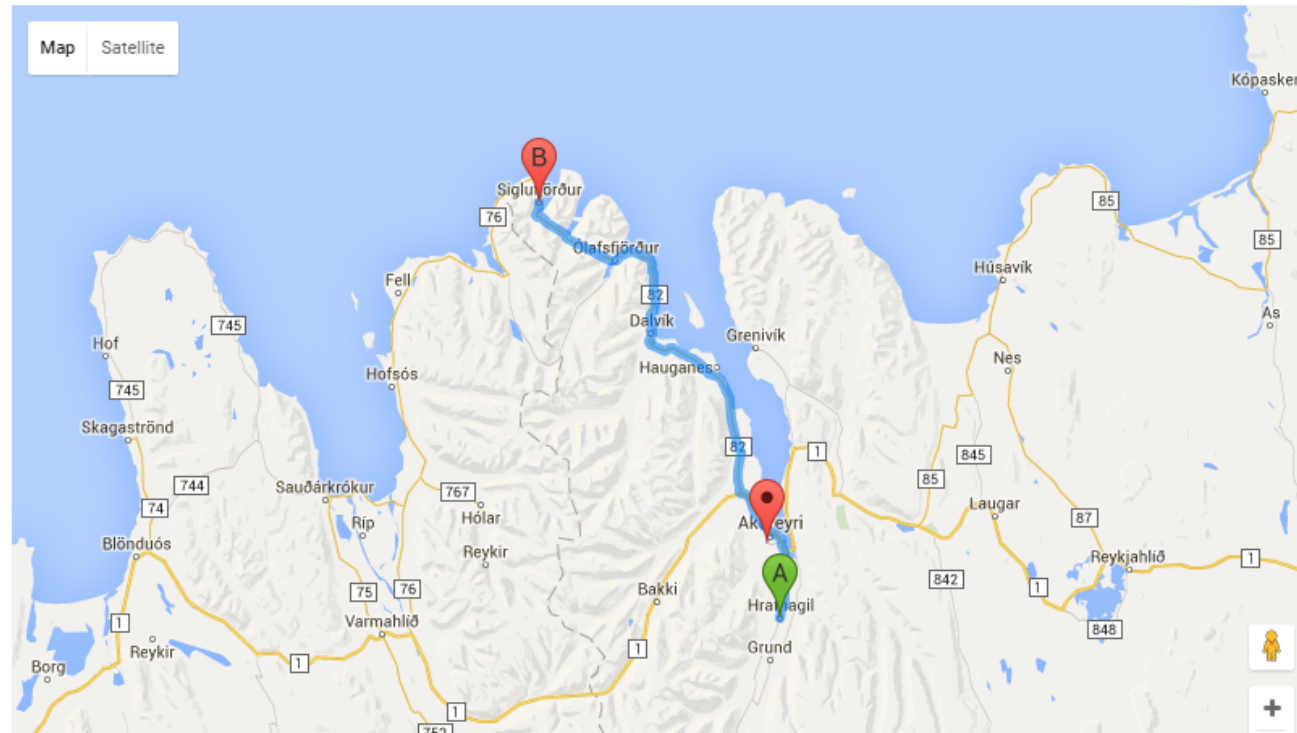 Map
Satellite
Kópasker
B
Siglufjörður
76
85
Ólafsfjörður
85
Húsavík
Fell
82
745
Dalvík
Ás
Hof
Grenivík
Nes
Hauganes
745
Hofsós
Skagaströnd
82
1
845
85
744
767
Sauðárkrókur
74
Laugar
Hólar
87
Ríp
Akureyri
Blönduós
Reykir
Reykjahlíð
1
A
842
1
75
76
Bakki
Hrafnagil
1
Varmahlíð
848
Reykir
1
Grund
1
Borg
1
752